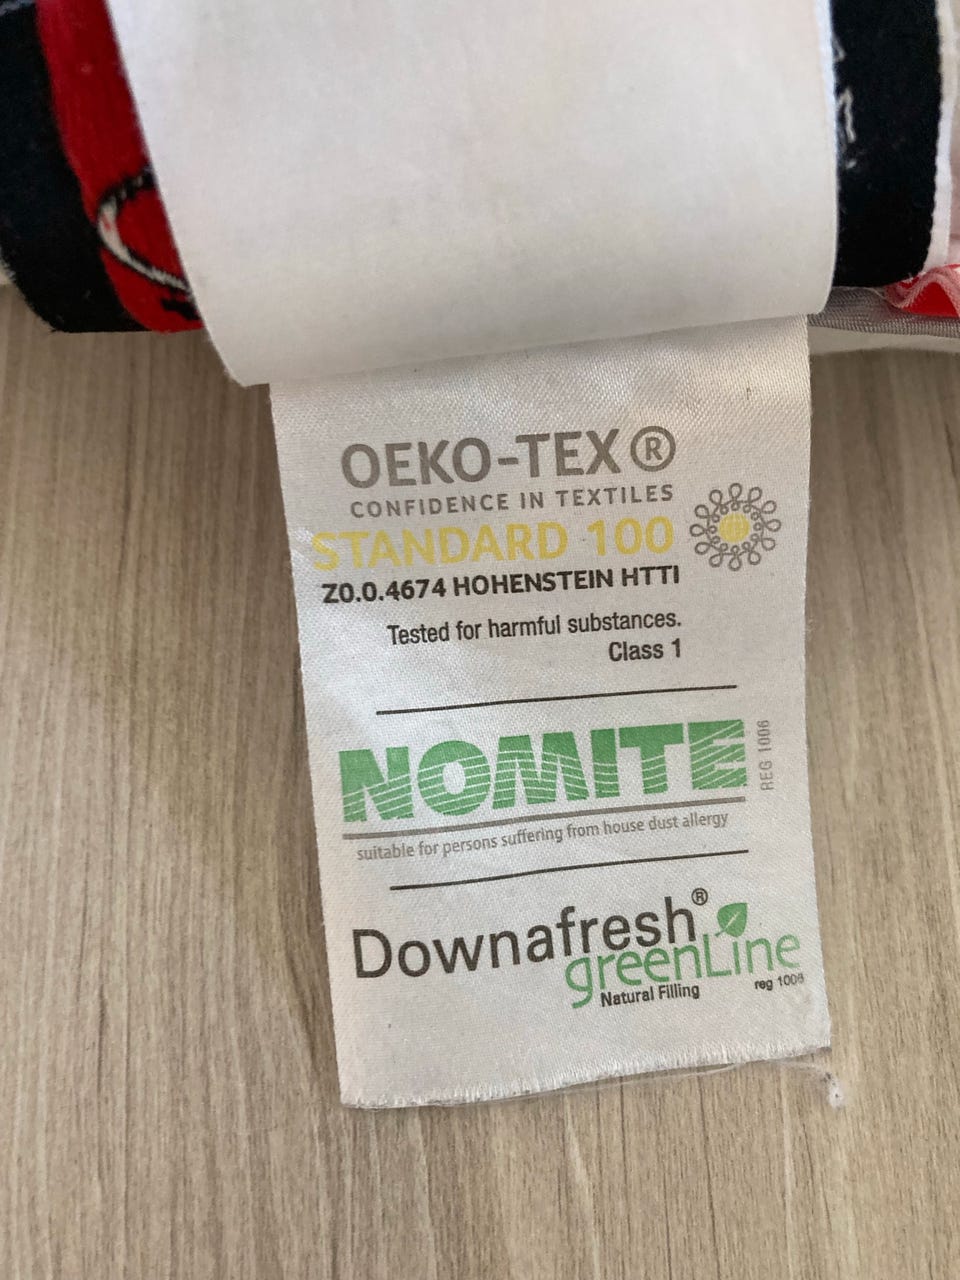 OEKO-TEX®
CONFIDENCE IN TEXTILES
STANDARD 100
Z0.0.4674 HOHENSTEIN HTTI
Tested for harmful substances.
Class 1
NOMITE
REG 1006
suitable for persons suffering from house dust allergy
Downafresh®
greenLine
Natural Filling
reg 1006